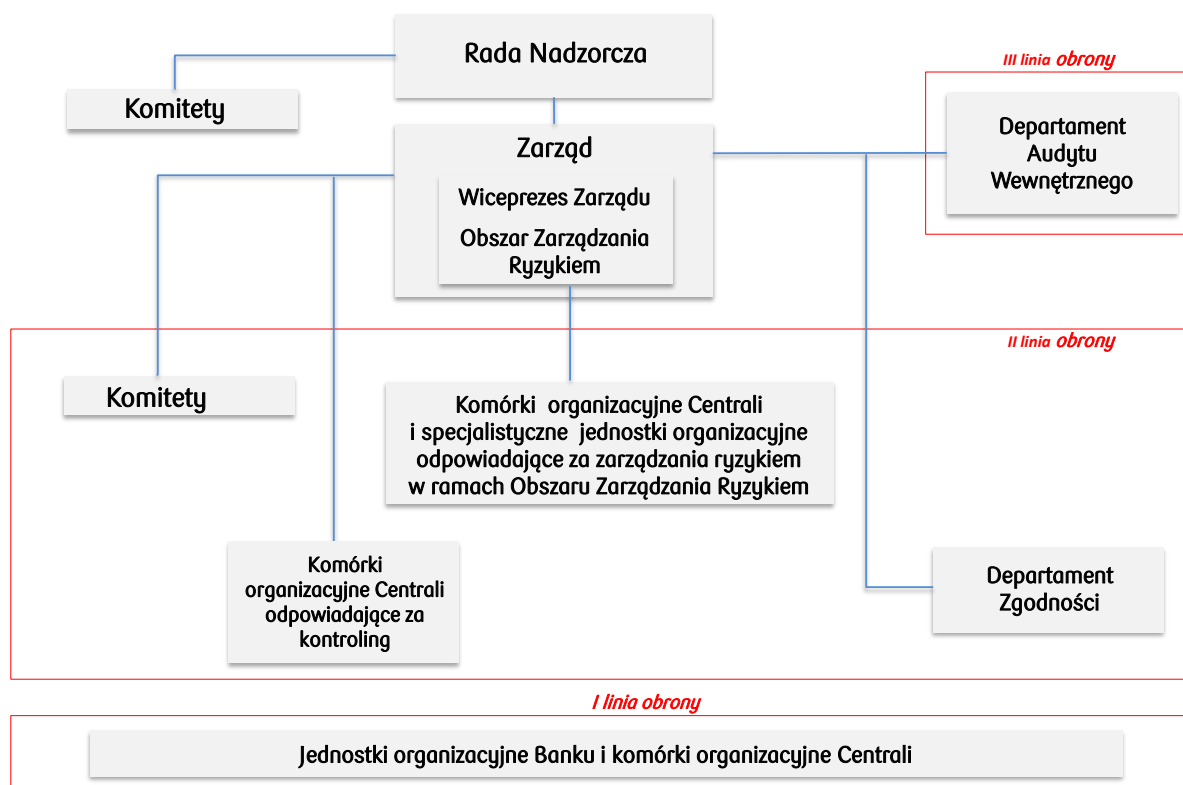 Rada Nadzorcza
Komitety
III linia obrony
Departament
Audytu
Wewnętrznego
Zarząd
Wiceprezes Zarządu
Obszar Zarządzania
Ryzykiem
II linia obrony
Komitety
Komórki organizacyjne Centrali
i specjalistyczne jednostki organizacyjne
odpowiadające za zarządzania ryzykiem
w ramach Obszaru Zarządzania Ryzykiem
Komórki
organizacyjne Centrali
odpowiadające za
kontroling
Departament
Zgodności
I linia obrony
Jednostki organizacyjne Banku i komórki organizacyjne Centrali